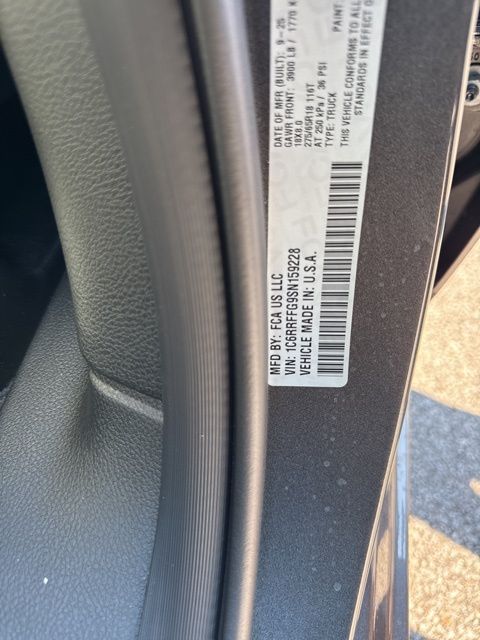 MFD BY: FCA US LLC
VIN: 1C6RRFFG9SN159228
VEHICLE MADE IN: U.S.A.
DATE OF MFR (BUILT): 9-25
GAWR FRONT: 3900 LB / 1770 K
18X8.0
275/65R18 116T
AT 250 kPa / 36 PSI
TYPE: TRUCK
THIS VEHICLE CONFORMS TO ALL
STANDARDS IN EFFECT O
PAINT: